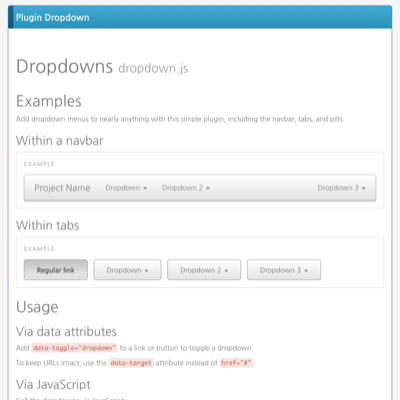 Plugin Dropdown
Dropdowns dropdown.js
Examples
Add dropdown menus to nearly anything with this simple plugin, including the navbar, tabs, and pills.
Within a navbar
EXAMPLE
Project Name Dropdown Dropdown 2 Dropdown 3
Within tabs
EXAMPLE
Regular link Dropdown Dropdown 2 Dropdown 3
Usage
Via data attributes
Add data-toggle="dropdown" to a link or button to toggle a dropdown.
To keep URLs intact, use the data-target attribute instead of href="#".
Via JavaScript